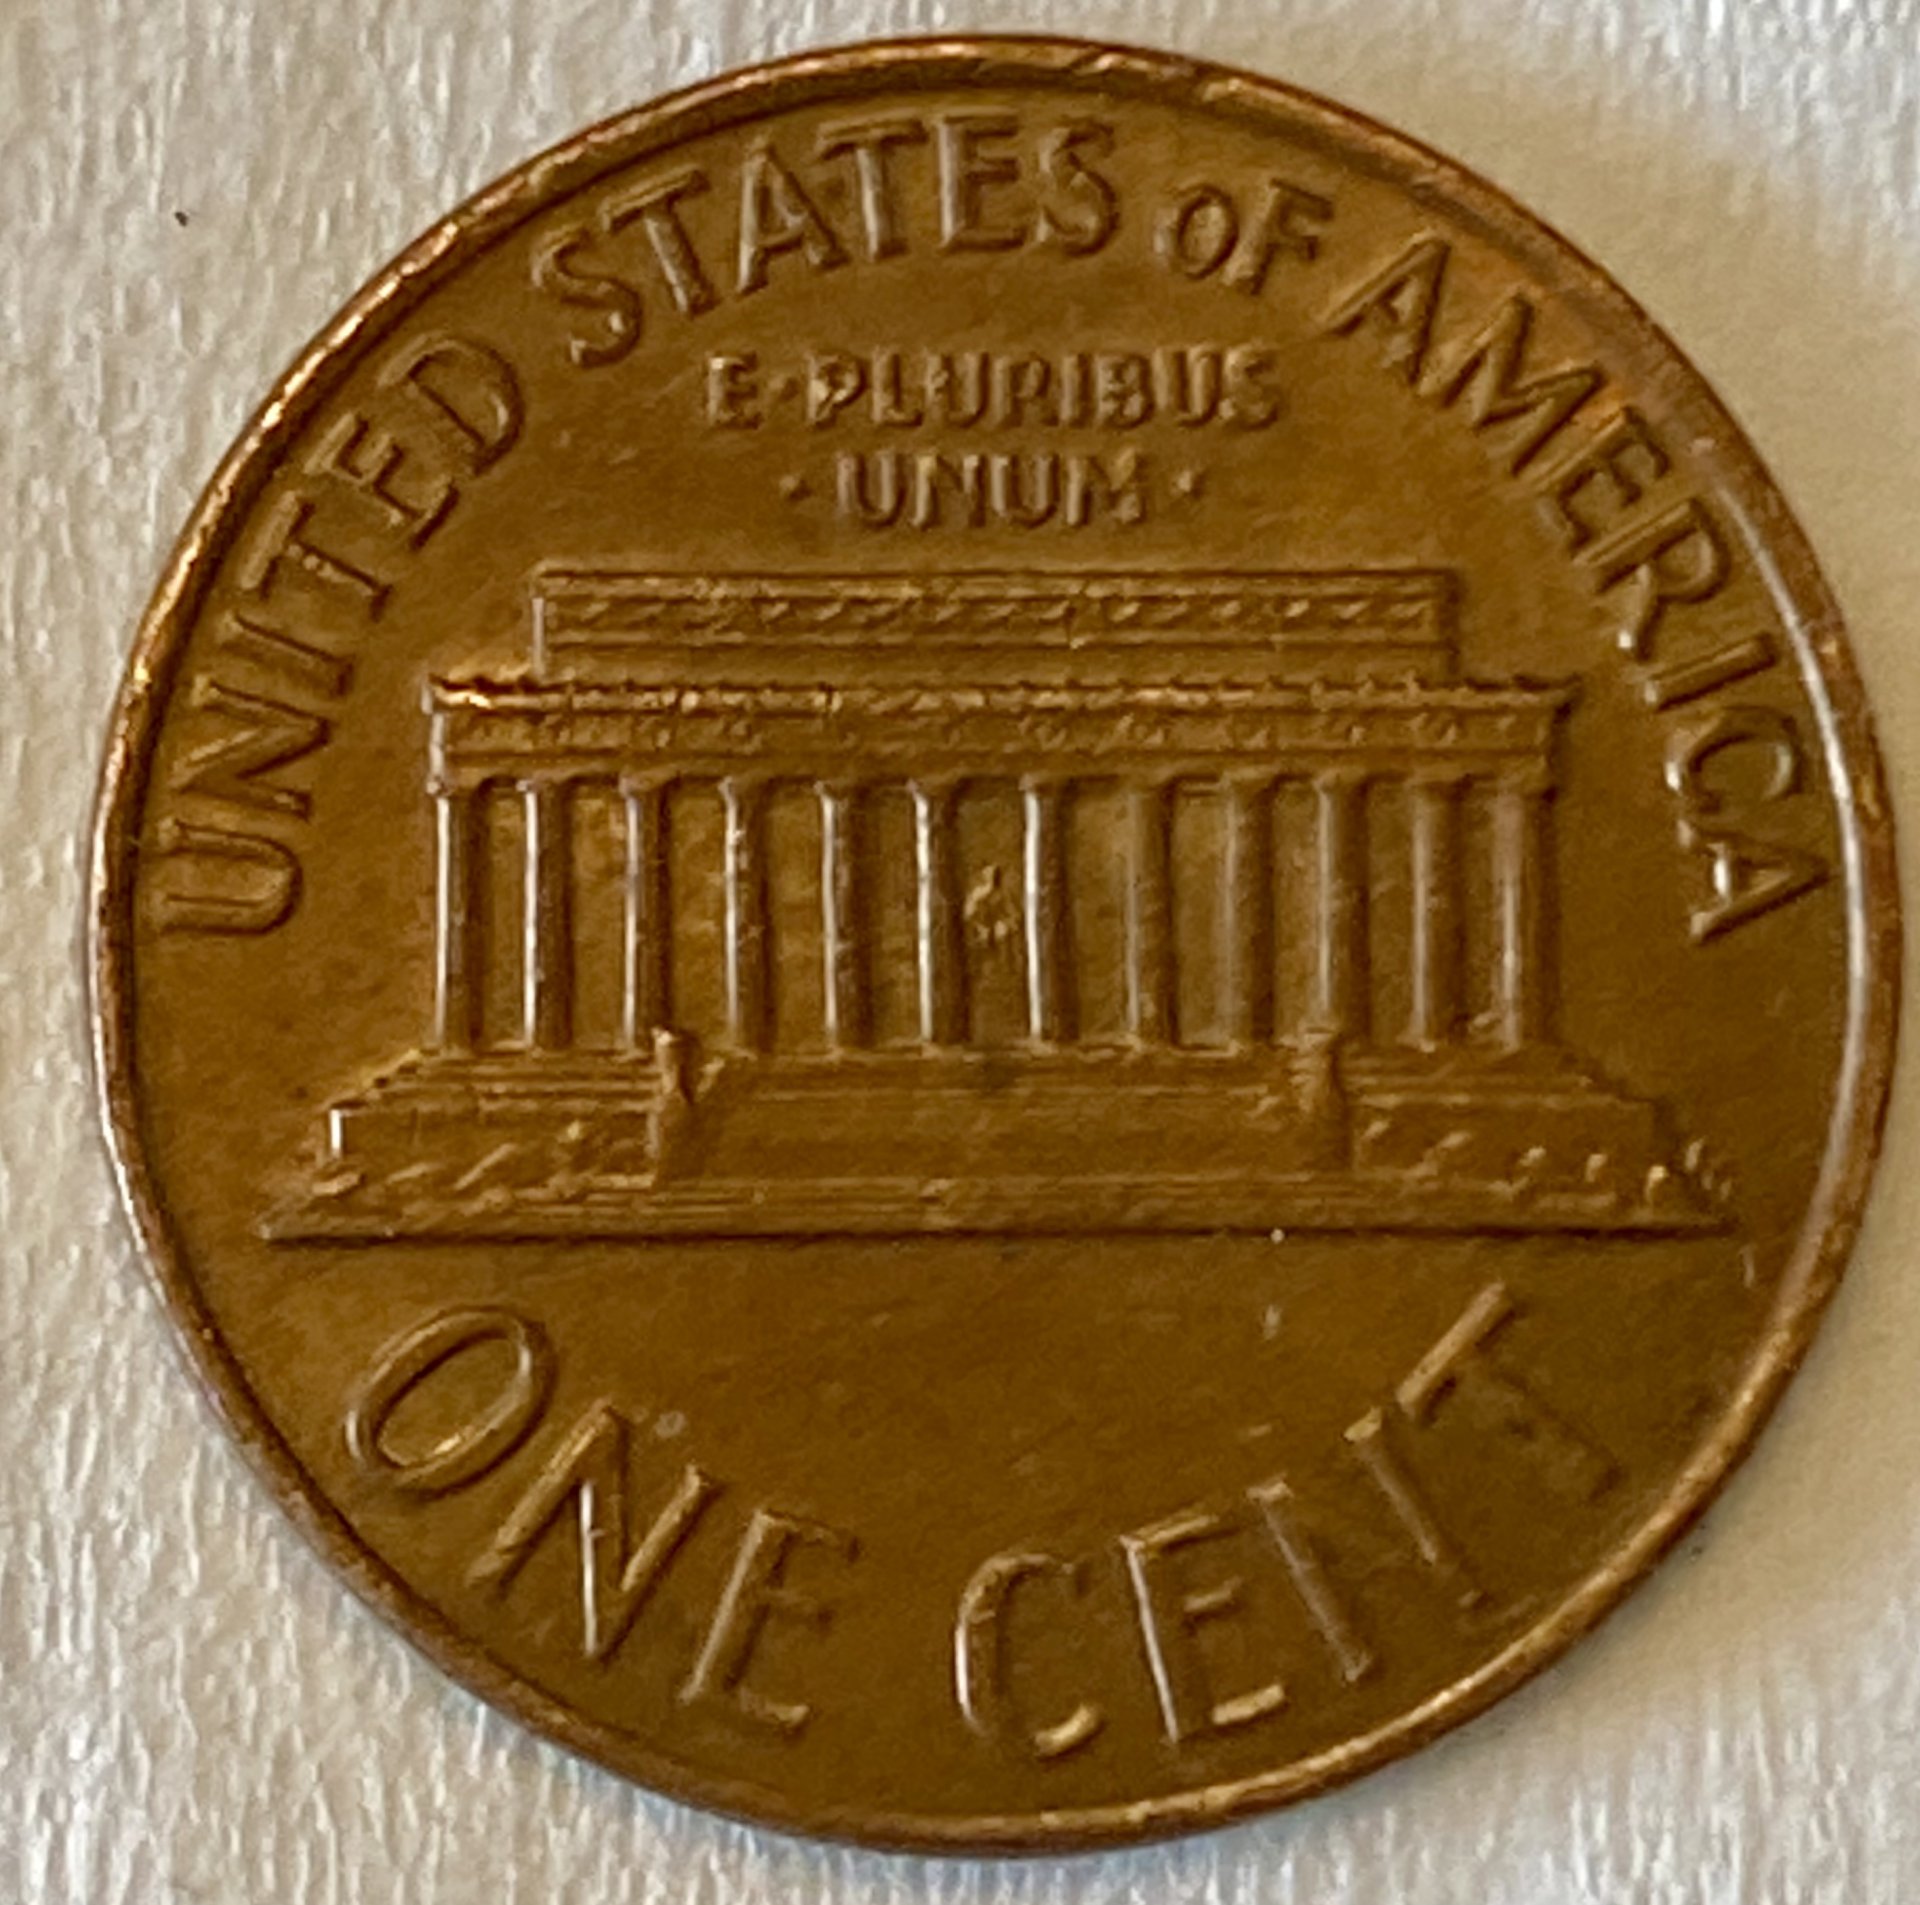 UNITED STATES OF AMERICA
E·PLURIBUS
·UNUM·
ONE CENT